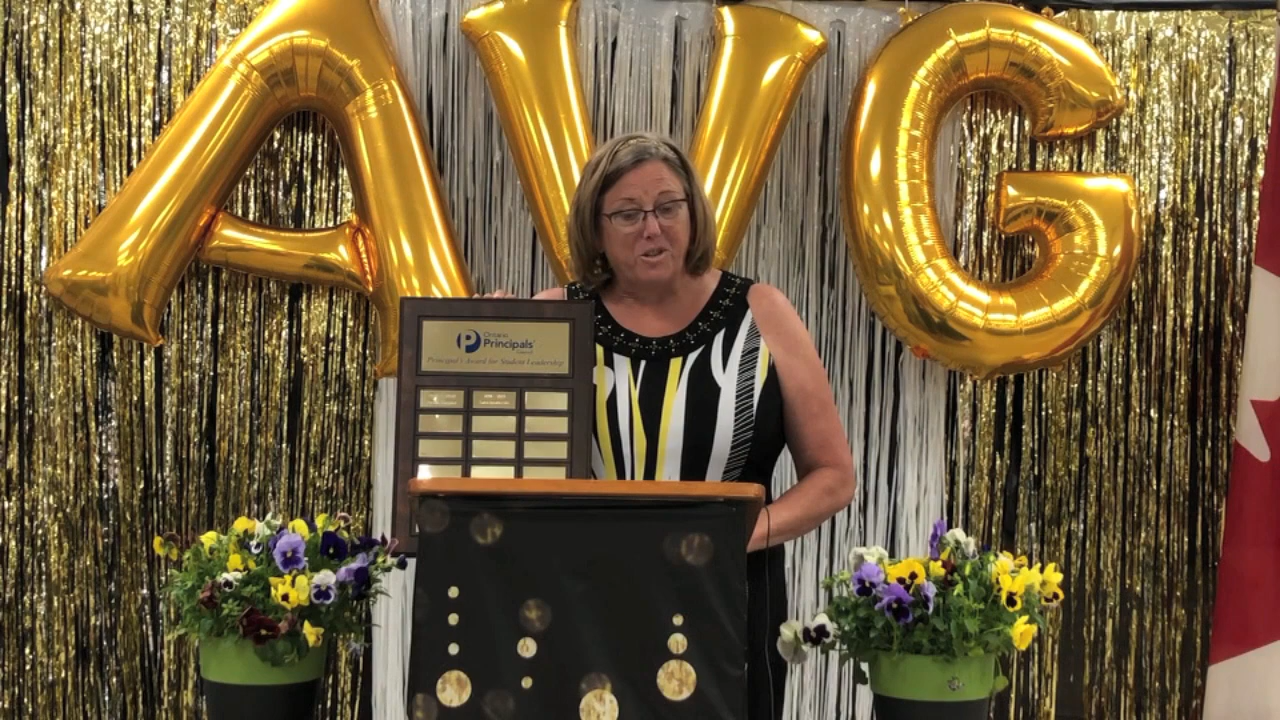 AVG
Ontario
Principals'
Council
Principal's Award for Student Leadership